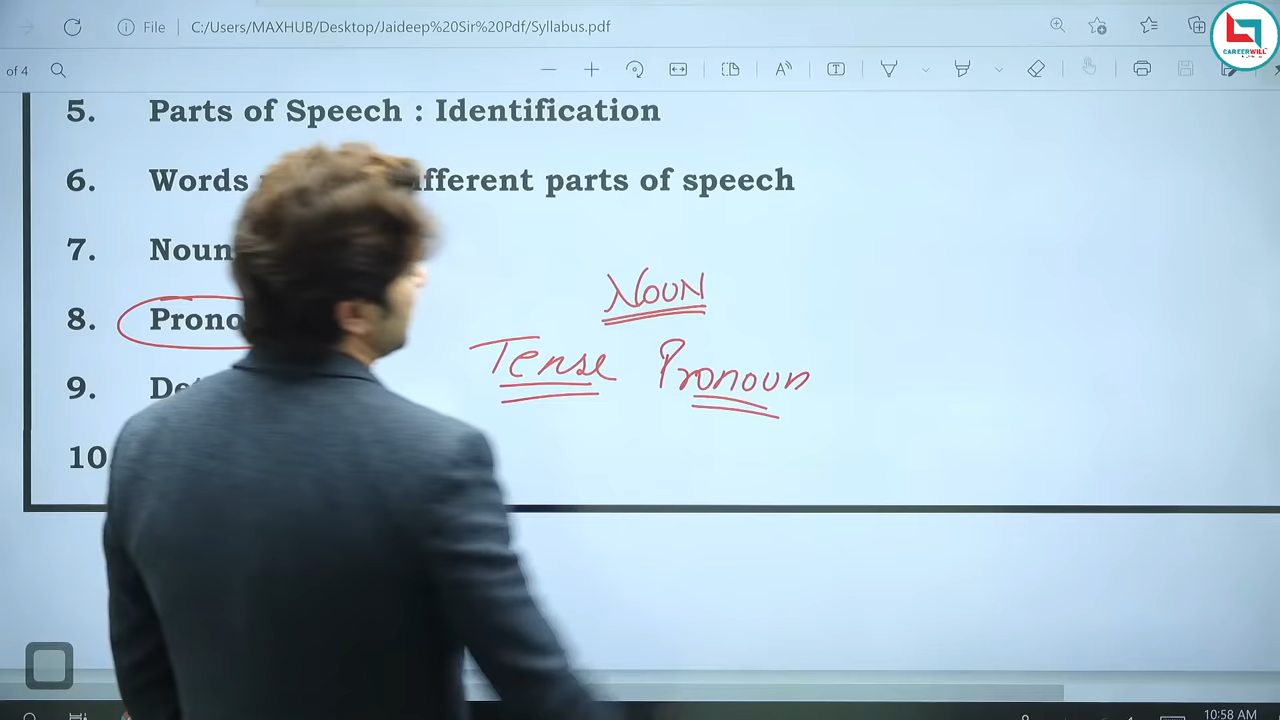 File C:/Users/MAXHUB/Desktop/Jaideep%20Sir%20Pdf/Syllabus.pdf
CAREERWILL
of 4
5. Parts of Speech : Identification
6. Words fferent parts of speech
7. Noun
8. Prono
9. De
10
NOUN
Tense Pronoun
10:58 AM